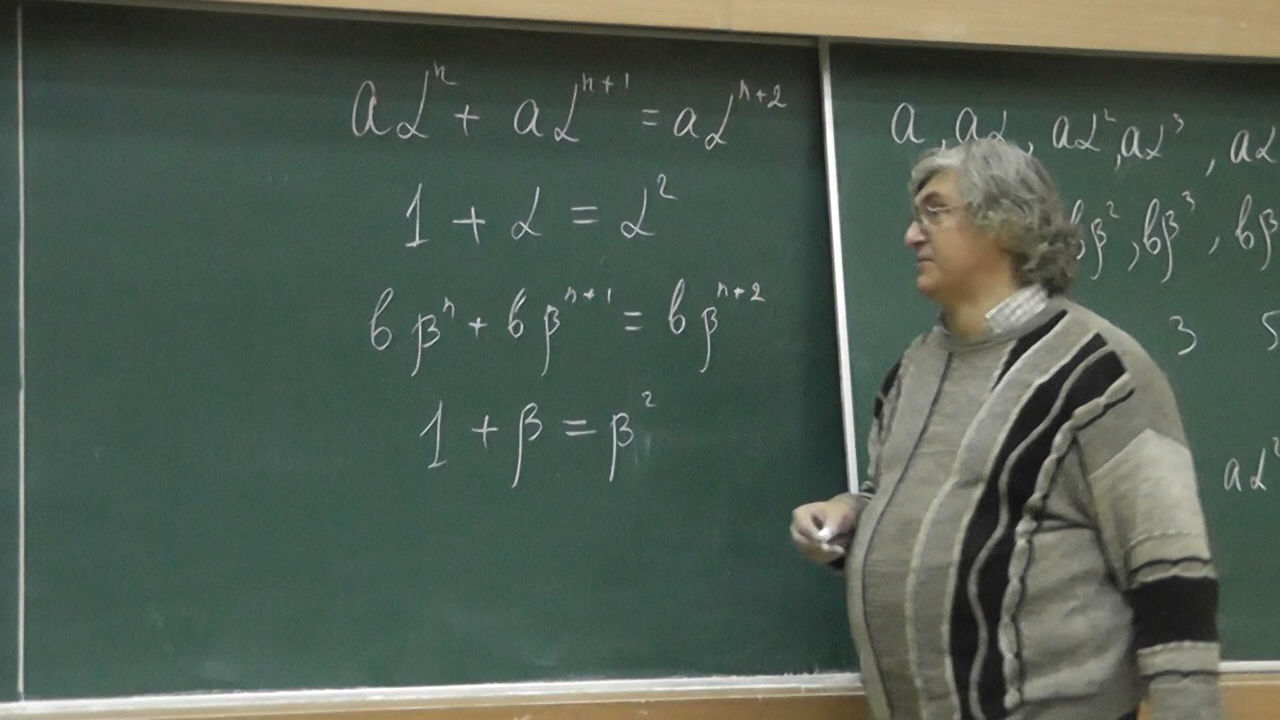 aα^n + aα^{n+1} = aα^{n+2}
1 + α = α^2
bβ^n + bβ^{n+1} = bβ^{n+2}
1 + β = β^2
a, aα, aα^2, aα^3, aα
bβ^2, bβ^3, bβ
3 5
aα^2